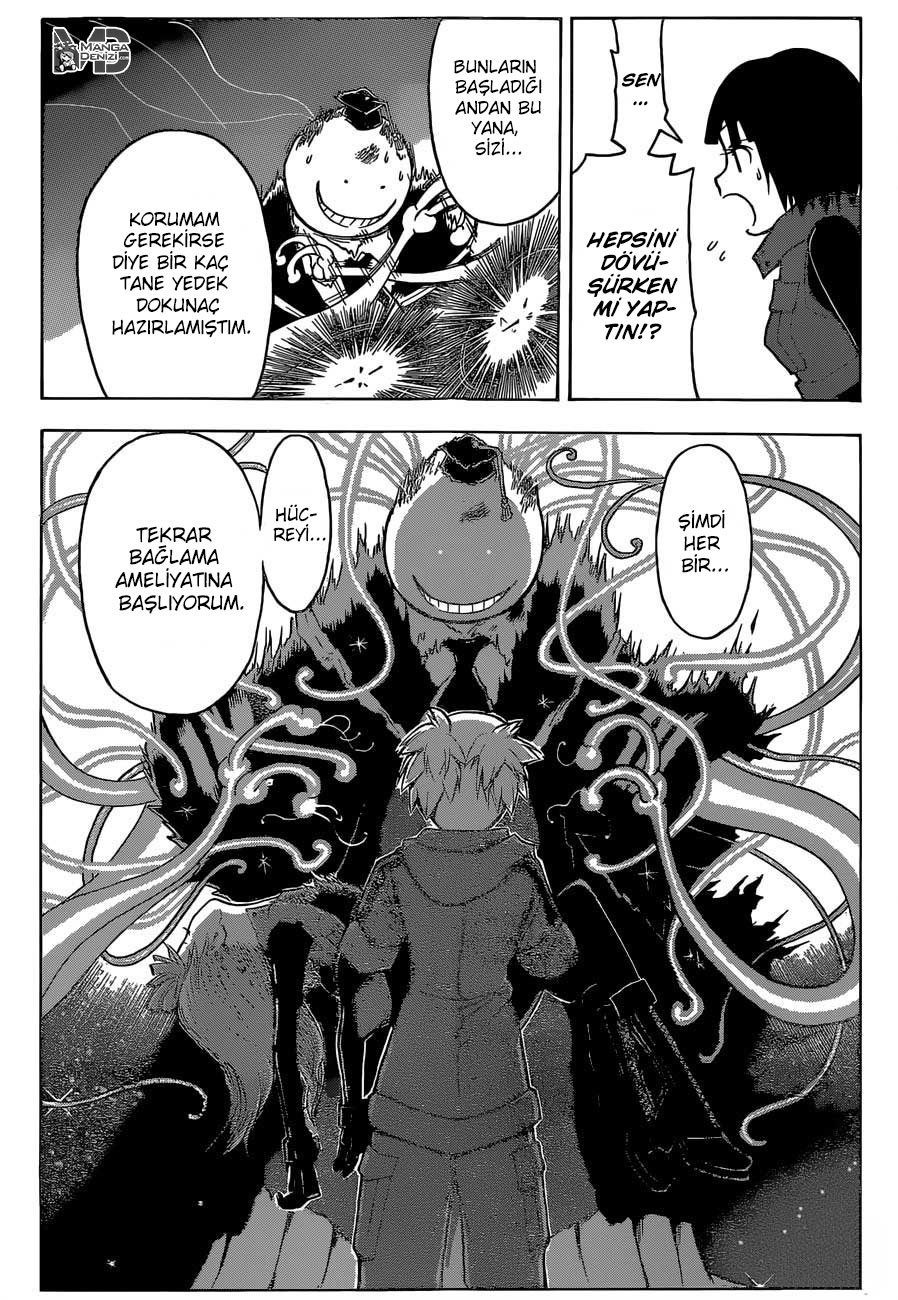 SEN
...
HEPSİNİ
DÖVÜ-
ŞÜRKEN
Mİ YAP-
TIN!?
BUNLARIN
BAŞLADIĞI
ANDAN BU
YANA,
SİZİ...
KORUMAM
GEREKİRSE
DİYE BİR KAÇ
TANE YEDEK
DOKUNAÇ
HAZIRLAMIŞTIM.
ŞİMDİ
HER
BİR...
HÜC-
REYİ...
TEKRAR
BAĞLAMA
AMELİYATINA
BAŞLIYORUM.
MANGA
DENİZİ.com